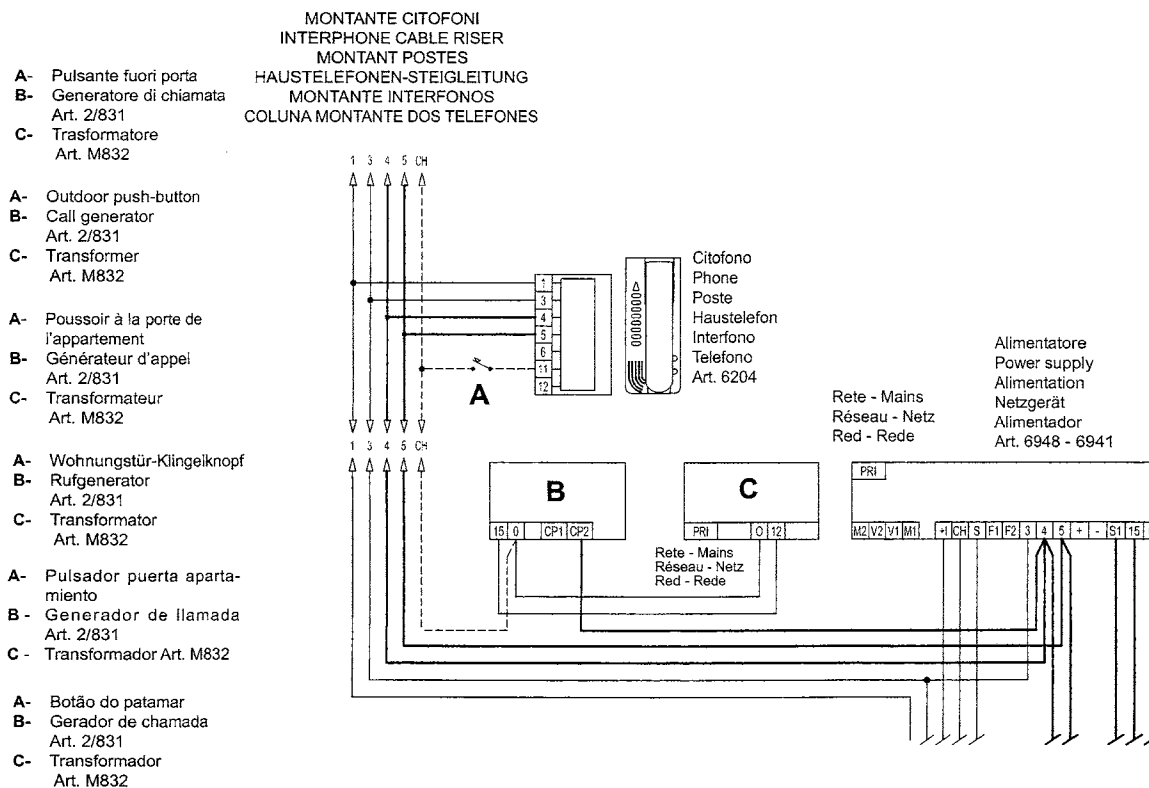 MONTANTE CITOFONI
INTERPHONE CABLE RISER
MONTANT POSTES
HAUSTELEFONEN-STEIGLEITUNG
MONTANTE INTERFONOS
COLUNA MONTANTE DOS TELEFONES
A- Pulsante fuori porta
B- Generatore di chiamata
Art. 2/831
C- Trasformatore
Art. M832
A- Outdoor push-button
B- Call generator
Art. 2/831
C- Transformer
Art. M832
A- Poussoir à la porte de
l'appartement
B- Générateur d'appel
Art. 2/831
C- Transformateur
Art. M832
A- Wohnungstür-Klingelknopf
B- Rufgenerator
Art. 2/831
C- Transformator
Art. M832
A- Pulsador puerta aparta-
miento
B - Generador de llamada
Art. 2/831
C - Transformador Art. M832
A- Botão do patamar
B- Gerador de chamada
Art. 2/831
C- Transformador
Art. M832
1 3 4 5 CH
1
3
4
5
6
11
12
A
Citofono
Phone
Poste
Haustelefon
Interfono
Telefono
Art. 6204
1 3 4 5 CH
B
15 0 CP1 CP2
C
PRI 0 12
Rete - Mains
Réseau - Netz
Red - Rede
Rete - Mains
Réseau - Netz
Red - Rede
Alimentatore
Power supply
Alimentation
Netzgerät
Alimentador
Art. 6948 - 6941
PRI
M2 V2 V1 M1 +I CH S F1 F2 3 4 5 + - S1 15